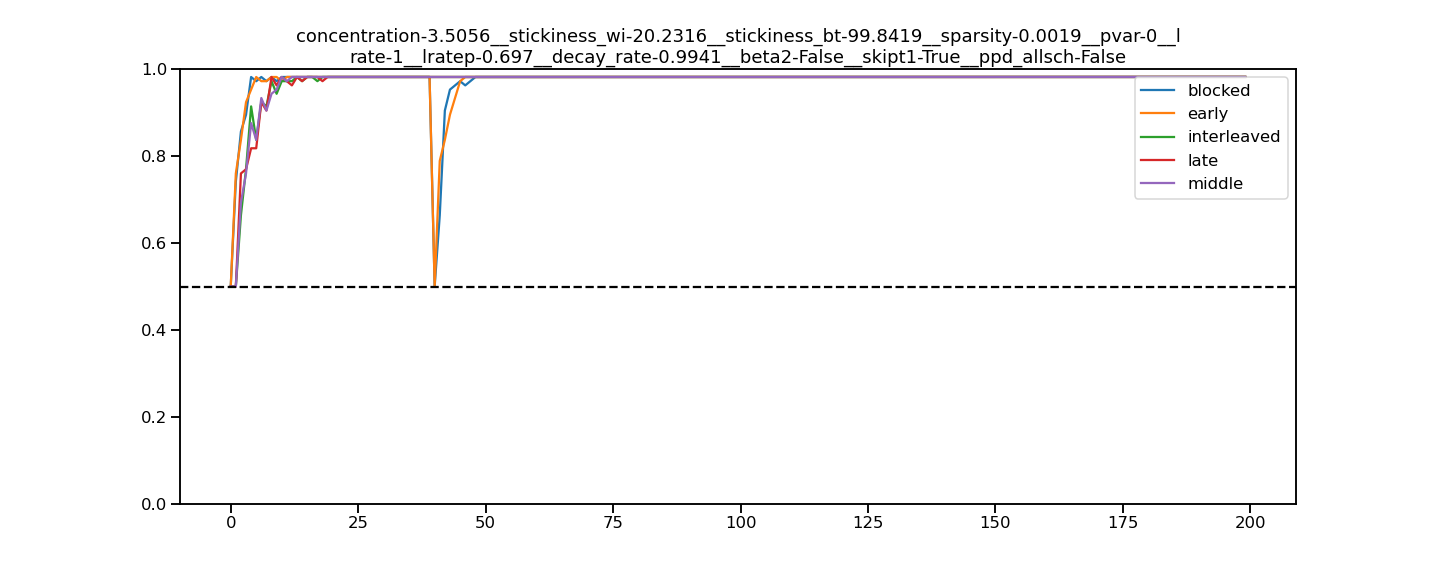 concentration-3.5056__stickiness_wi-20.2316__stickiness_bt-99.8419__sparsity-0.0019__pvar-0__l
rate-1__lratep-0.697__decay_rate-0.9941__beta2-False__skipt1-True__ppd_allsch-False
1.0
0.8
0.6
0.4
0.2
0.0
blocked
early
interleaved
late
middle
0 25 50 75 100 125 150 175 200